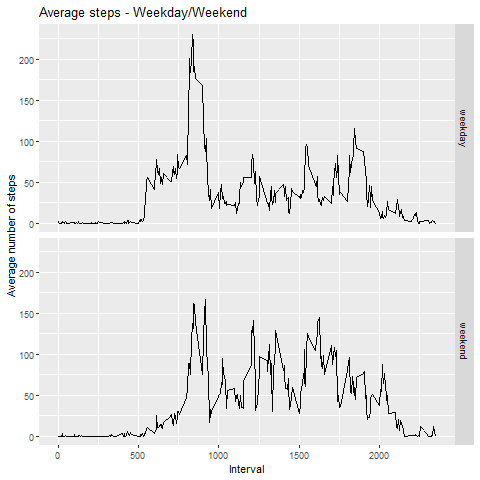 Average steps - Weekday/Weekend
200
150
100
50
0
weekday
Average number of steps
200
150
100
50
0
weekend
0 500 1000 1500 2000
Interval